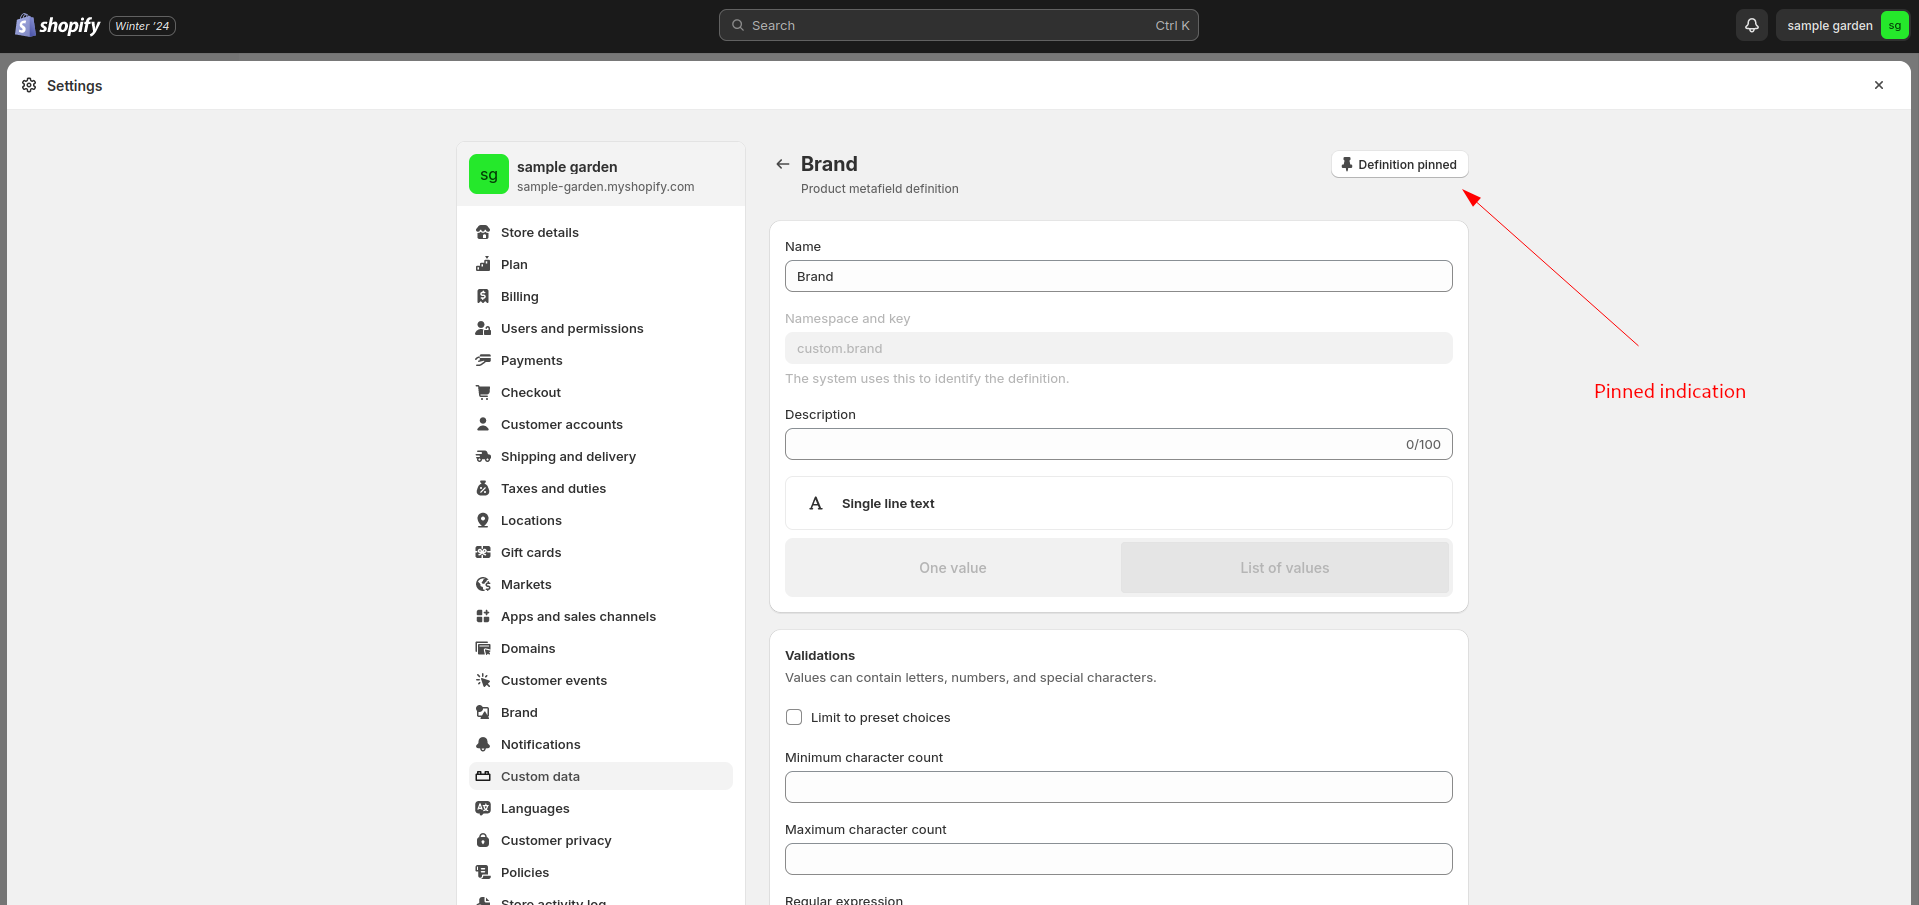 shopify Winter '24 Search Ctrl K sample garden sg
Settings
sg sample garden
sample-garden.myshopify.com
Store details
Plan
Billing
Users and permissions
Payments
Checkout
Customer accounts
Shipping and delivery
Taxes and duties
Locations
Gift cards
Markets
Apps and sales channels
Domains
Customer events
Brand
Notifications
Custom data
Languages
Customer privacy
Policies
Store activity log
Brand
Product metafield definition
Definition pinned
Pinned indication
Name
Brand
Namespace and key
custom.brand
The system uses this to identify the definition.
Description
0/100
Single line text
One value List of values
Validations
Values can contain letters, numbers, and special characters.
Limit to preset choices
Minimum character count
Maximum character count
Regular expression